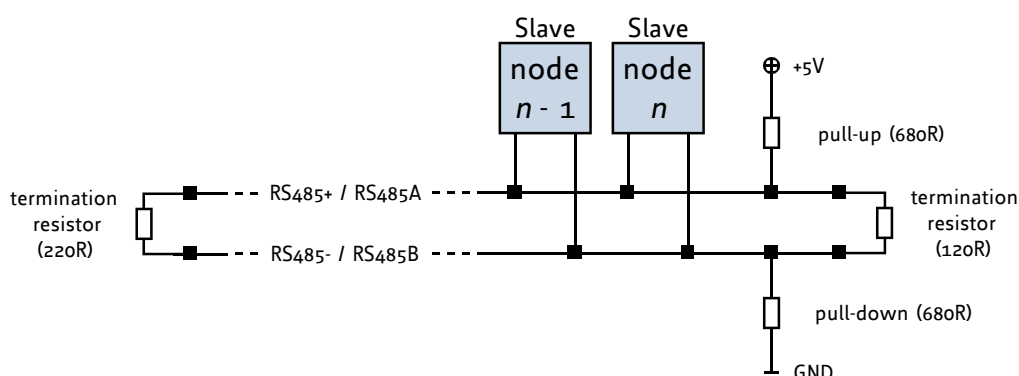 Slave Slave
node node
n - 1 n
+5V
pull-up (680R)
termination
resistor
(220R)
RS485+ / RS485A
RS485- / RS485B
termination
resistor
(120R)
pull-down (680R)
GND